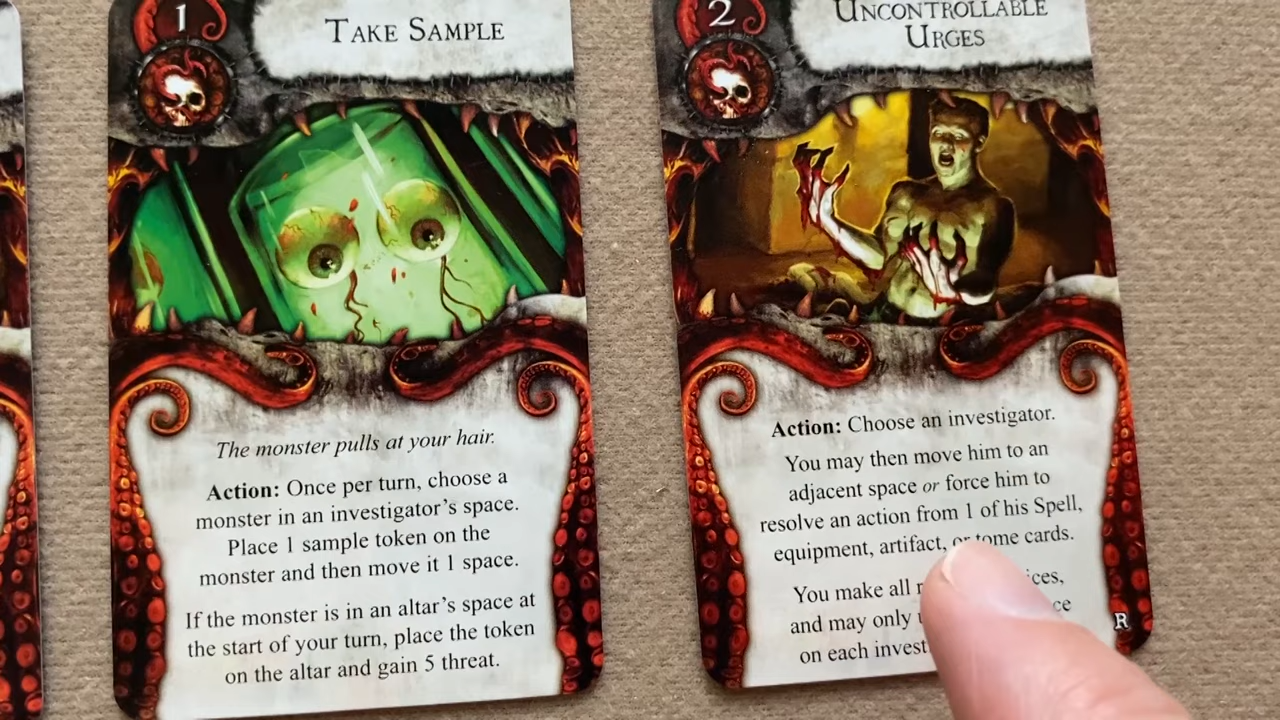 1
TAKE SAMPLE
The monster pulls at your hair.
Action: Once per turn, choose a
monster in an investigator's space.
Place 1 sample token on the
monster and then move it 1 space.
If the monster is in an altar's space at
the start of your turn, place the token
on the altar and gain 5 threat.
2
UNCONTROLLABLE
URGES
Action: Choose an investigator.
You may then move him to an
adjacent space or force him to
resolve an action from 1 of his Spell,
equipment, artifact, or tome cards.
You make all
and may only
on each
R